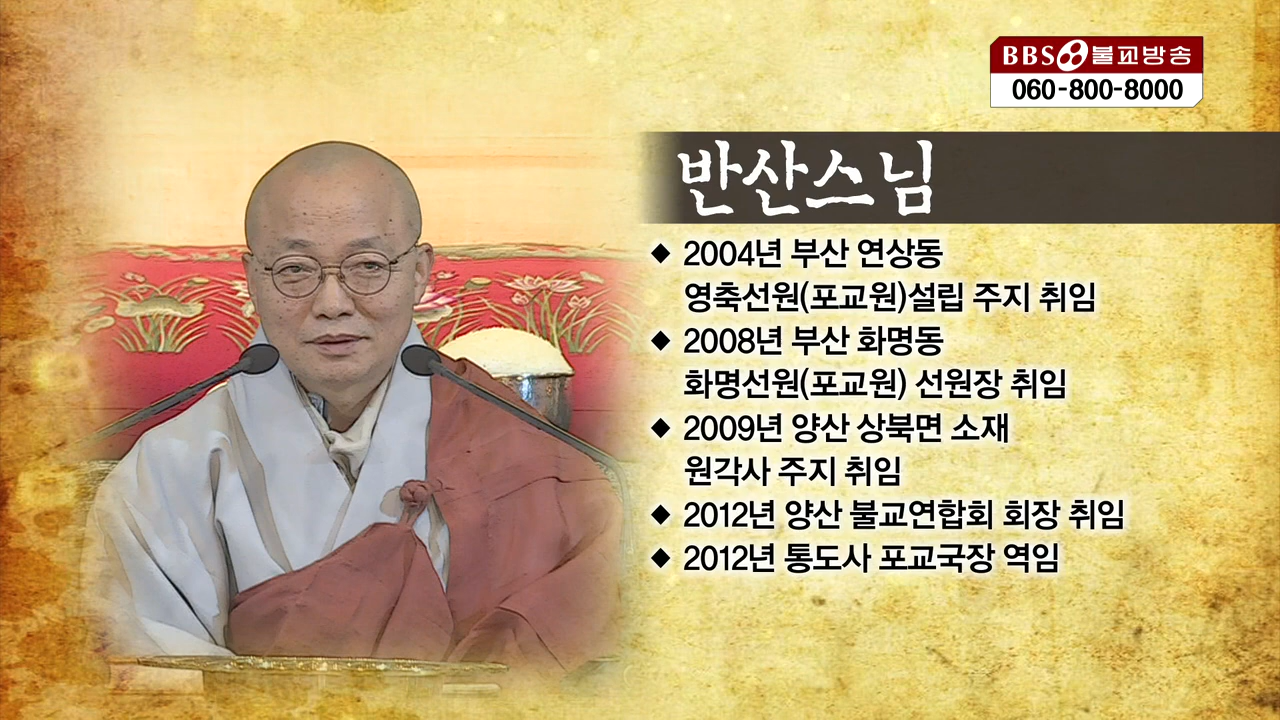 BBS 불교방송
060-800-8000
반산스님
◆ 2004년 부산 연상동
영축선원(포교원)설립 주지 취임
◆ 2008년 부산 화명동
화명선원(포교원) 선원장 취임
◆ 2009년 양산 상북면 소재
원각사 주지 취임
◆ 2012년 양산 불교연합회 회장 취임
◆ 2012년 통도사 포교국장 역임